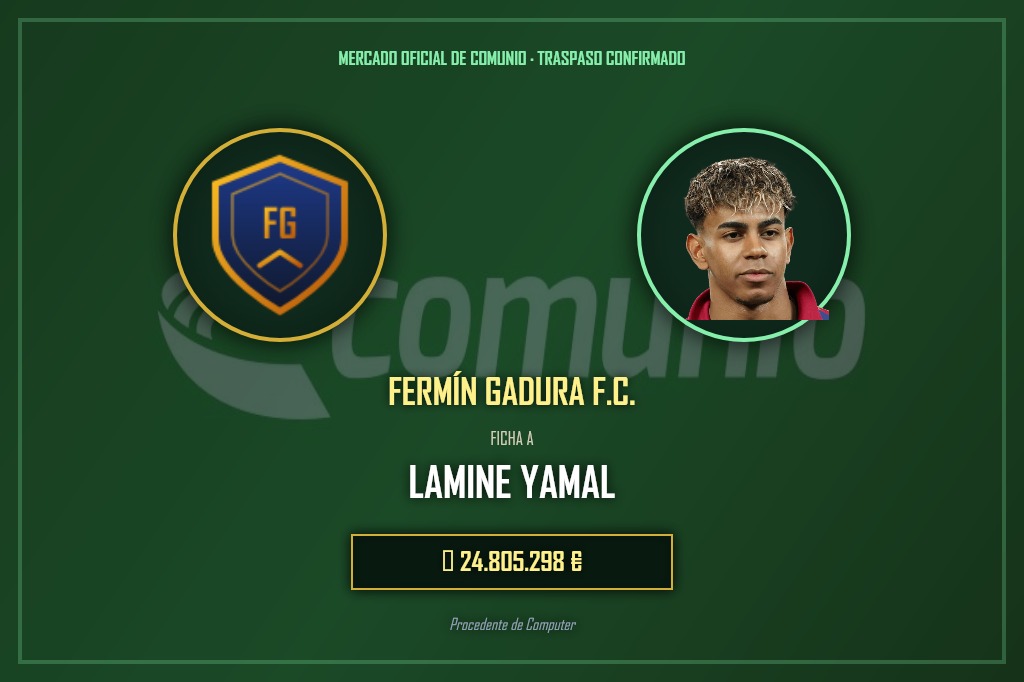 MERCADO OFICIAL DE COMUNIO · TRASPASO CONFIRMADO
FG
comunio
FERMÍN GADURA F.C.
FICHA A
LAMINE YAMAL
24.805.298 €
Procedente de Computer